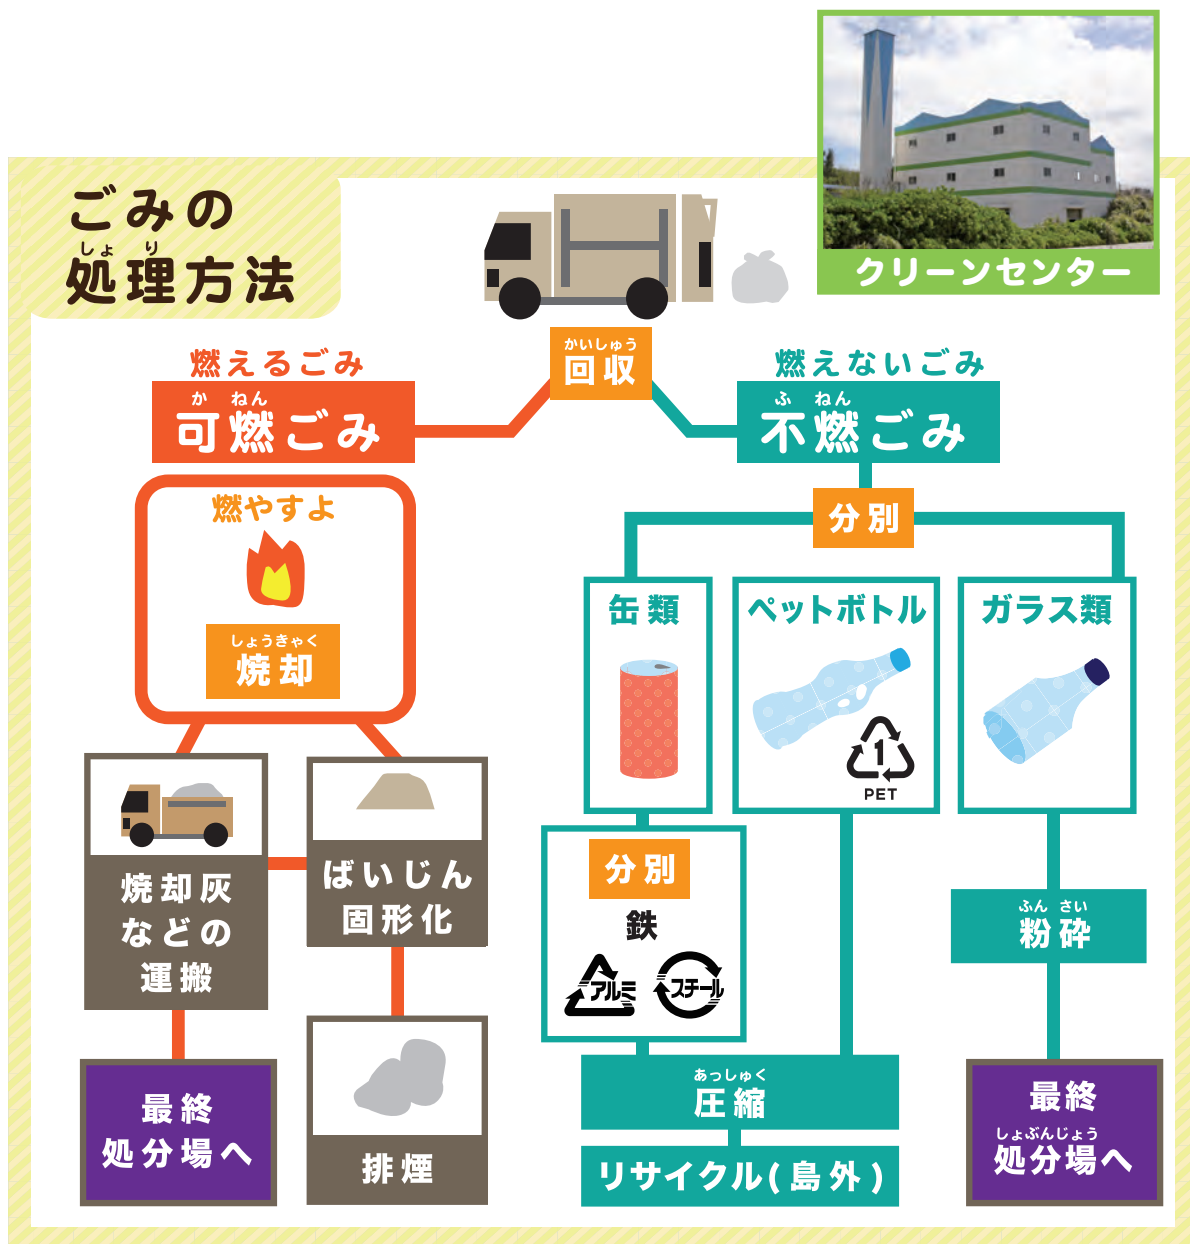 クリーンセンター
ごみの
しょり
処理方法
かいしゅう
回収
燃えるごみ
かねん
可燃ごみ
燃えないごみ
ふねん
不燃ごみ
燃やすよ
しょうきゃく
焼却
分別
缶類
ペットボトル
ガラス類
1
PET
焼却灰
などの
運搬
ばいじん
固形化
分別
鉄
アルミ
スチール
ふんさい
粉砕
最終
処分場へ
排煙
あっしゅく
圧縮
リサイクル(島外)
最終
しょぶんじょう
処分場へ